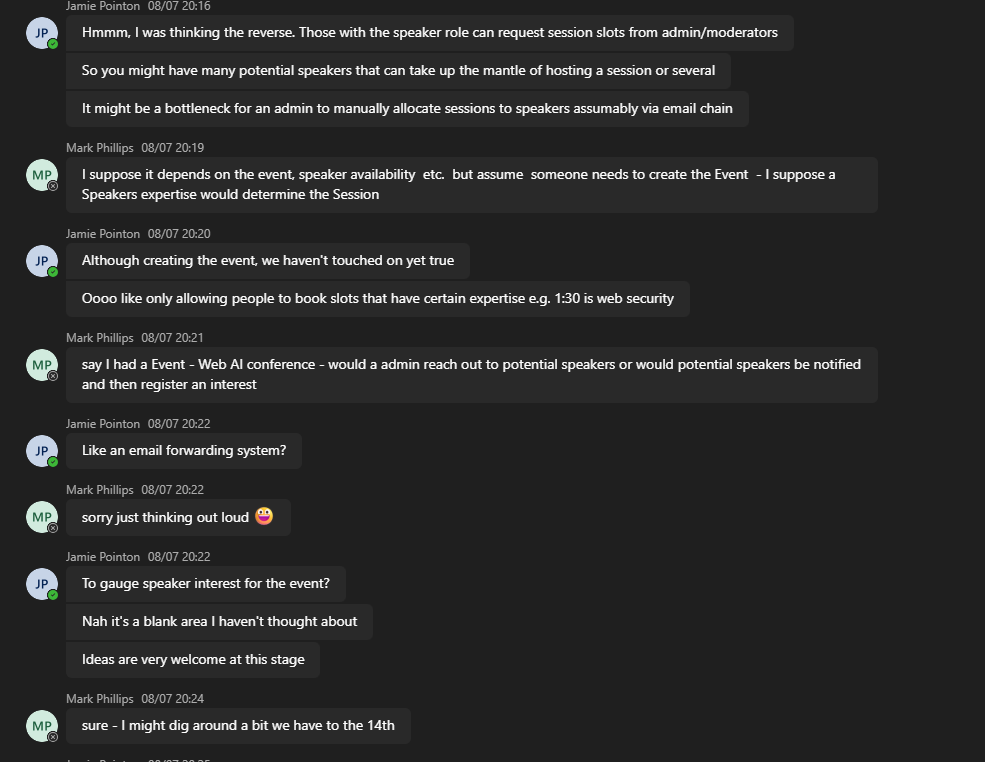 Jamie Pointon 08/07 20:16
JP
Hmmm, I was thinking the reverse. Those with the speaker role can request session slots from admin/moderators
So you might have many potential speakers that can take up the mantle of hosting a session or several
It might be a bottleneck for an admin to manually allocate sessions to speakers assumably via email chain
Mark Phillips 08/07 20:19
MP
I suppose it depends on the event, speaker availability etc. but assume someone needs to create the Event - I suppose a
Speakers expertise would determine the Session
Jamie Pointon 08/07 20:20
JP
Although creating the event, we haven't touched on yet true
Oooo like only allowing people to book slots that have certain expertise e.g. 1:30 is web security
Mark Phillips 08/07 20:21
MP
say I had a Event - Web AI conference - would a admin reach out to potential speakers or would potential speakers be notified
and then register an interest
Jamie Pointon 08/07 20:22
JP
Like an email forwarding system?
Mark Phillips 08/07 20:22
MP
sorry just thinking out loud 😀
Jamie Pointon 08/07 20:22
JP
To gauge speaker interest for the event?
Nah it's a blank area I haven't thought about
Ideas are very welcome at this stage
Mark Phillips 08/07 20:24
MP
sure - I might dig around a bit we have to the 14th